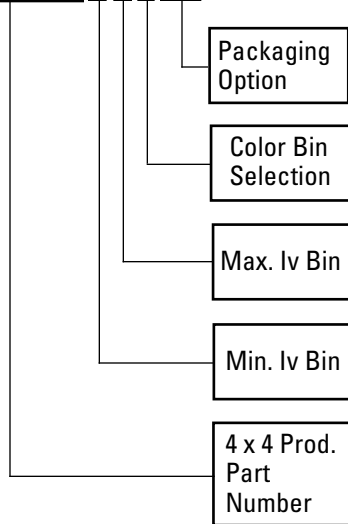 Packaging
Option
Color Bin
Selection
Max. Iv Bin
Min. Iv Bin
4 x 4 Prod.
Part
Number